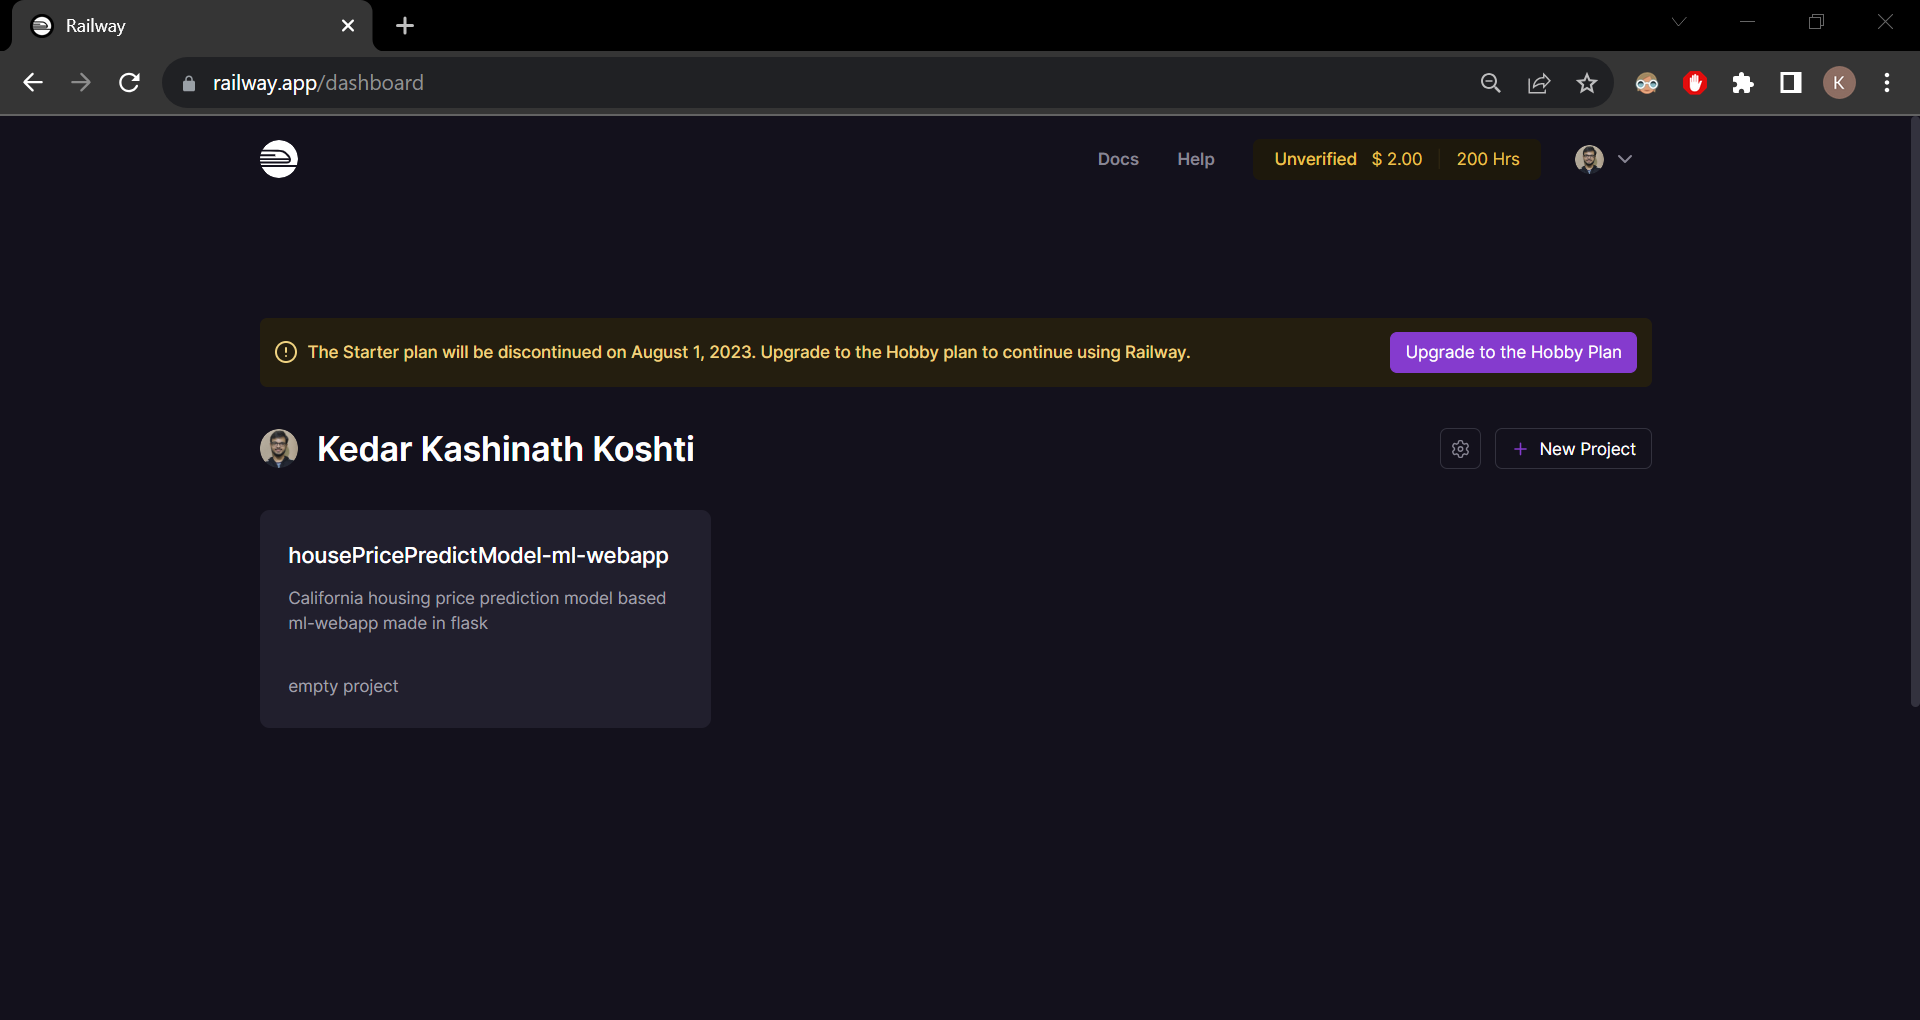 Railway
railway.app/dashboard
K
Docs Help Unverified $ 2.00 200 Hrs
The Starter plan will be discontinued on August 1, 2023. Upgrade to the Hobby plan to continue using Railway. Upgrade to the Hobby Plan
Kedar Kashinath Koshti
New Project
housePricePredictModel-ml-webapp
California housing price prediction model based
ml-webapp made in flask
empty project